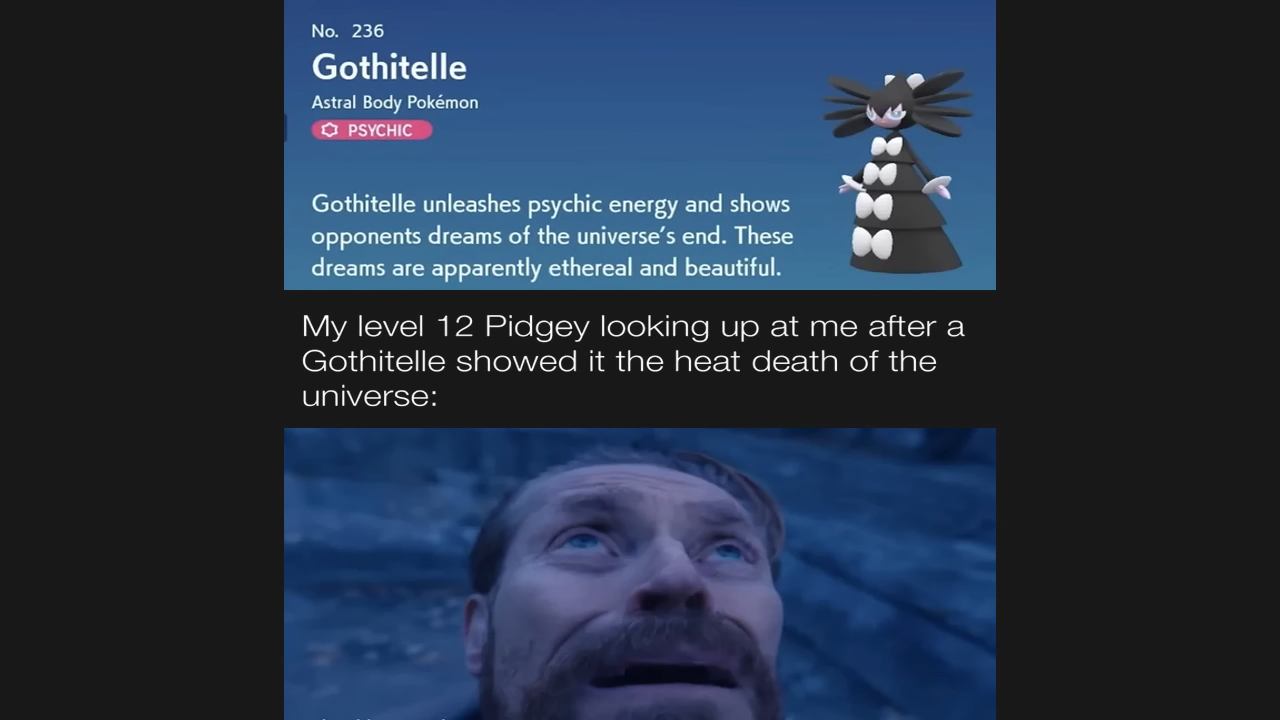 No. 236
Gothitelle
Astral Body Pokémon
PSYCHIC
Gothitelle unleashes psychic energy and shows
opponents dreams of the universe's end. These
dreams are apparently ethereal and beautiful.
My level 12 Pidgey looking up at me after a
Gothitelle showed it the heat death of the
universe: